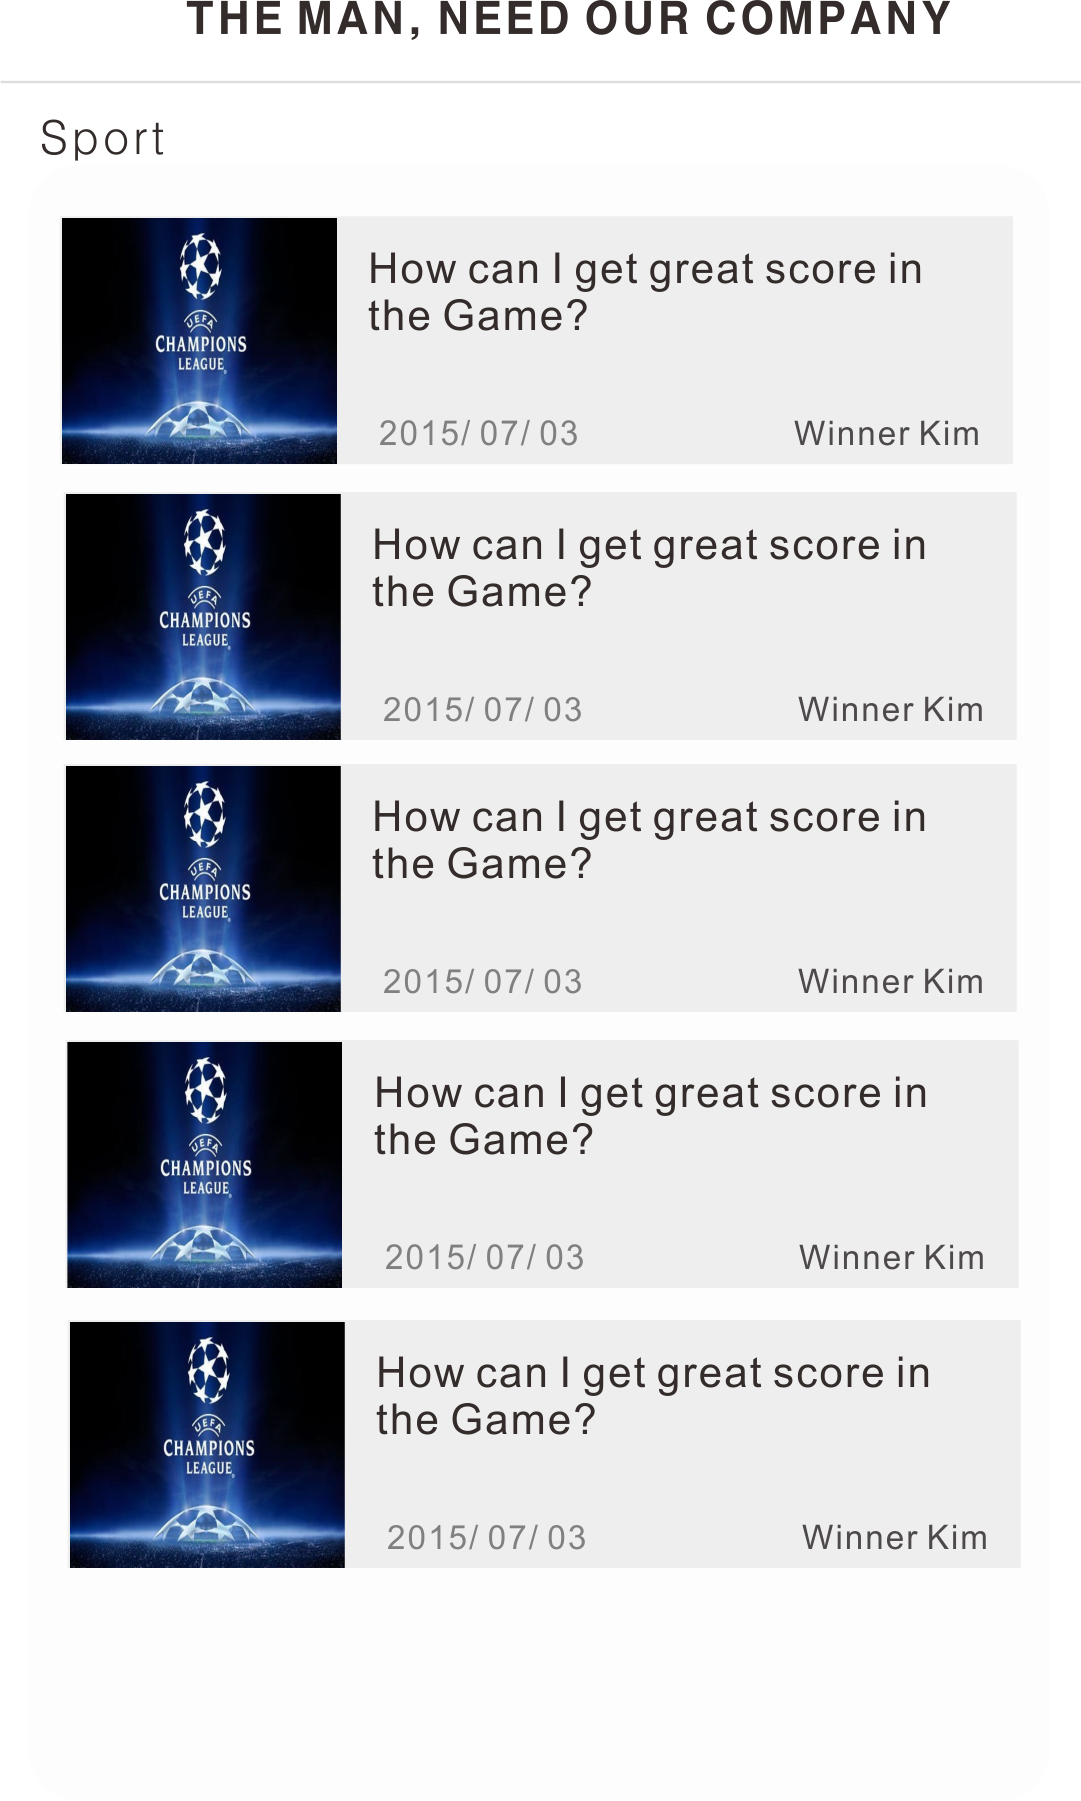 THE MAN, NEED OUR COMPANY
Sport
UEFA
CHAMPIONS
LEAGUE®
How can I get great score in
the Game?
2015/ 07/ 03
Winner Kim
UEFA
CHAMPIONS
LEAGUE®
How can I get great score in
the Game?
2015/ 07/ 03
Winner Kim
UEFA
CHAMPIONS
LEAGUE®
How can I get great score in
the Game?
2015/ 07/ 03
Winner Kim
UEFA
CHAMPIONS
LEAGUE®
How can I get great score in
the Game?
2015/ 07/ 03
Winner Kim
UEFA
CHAMPIONS
LEAGUE®
How can I get great score in
the Game?
2015/ 07/ 03
Winner Kim